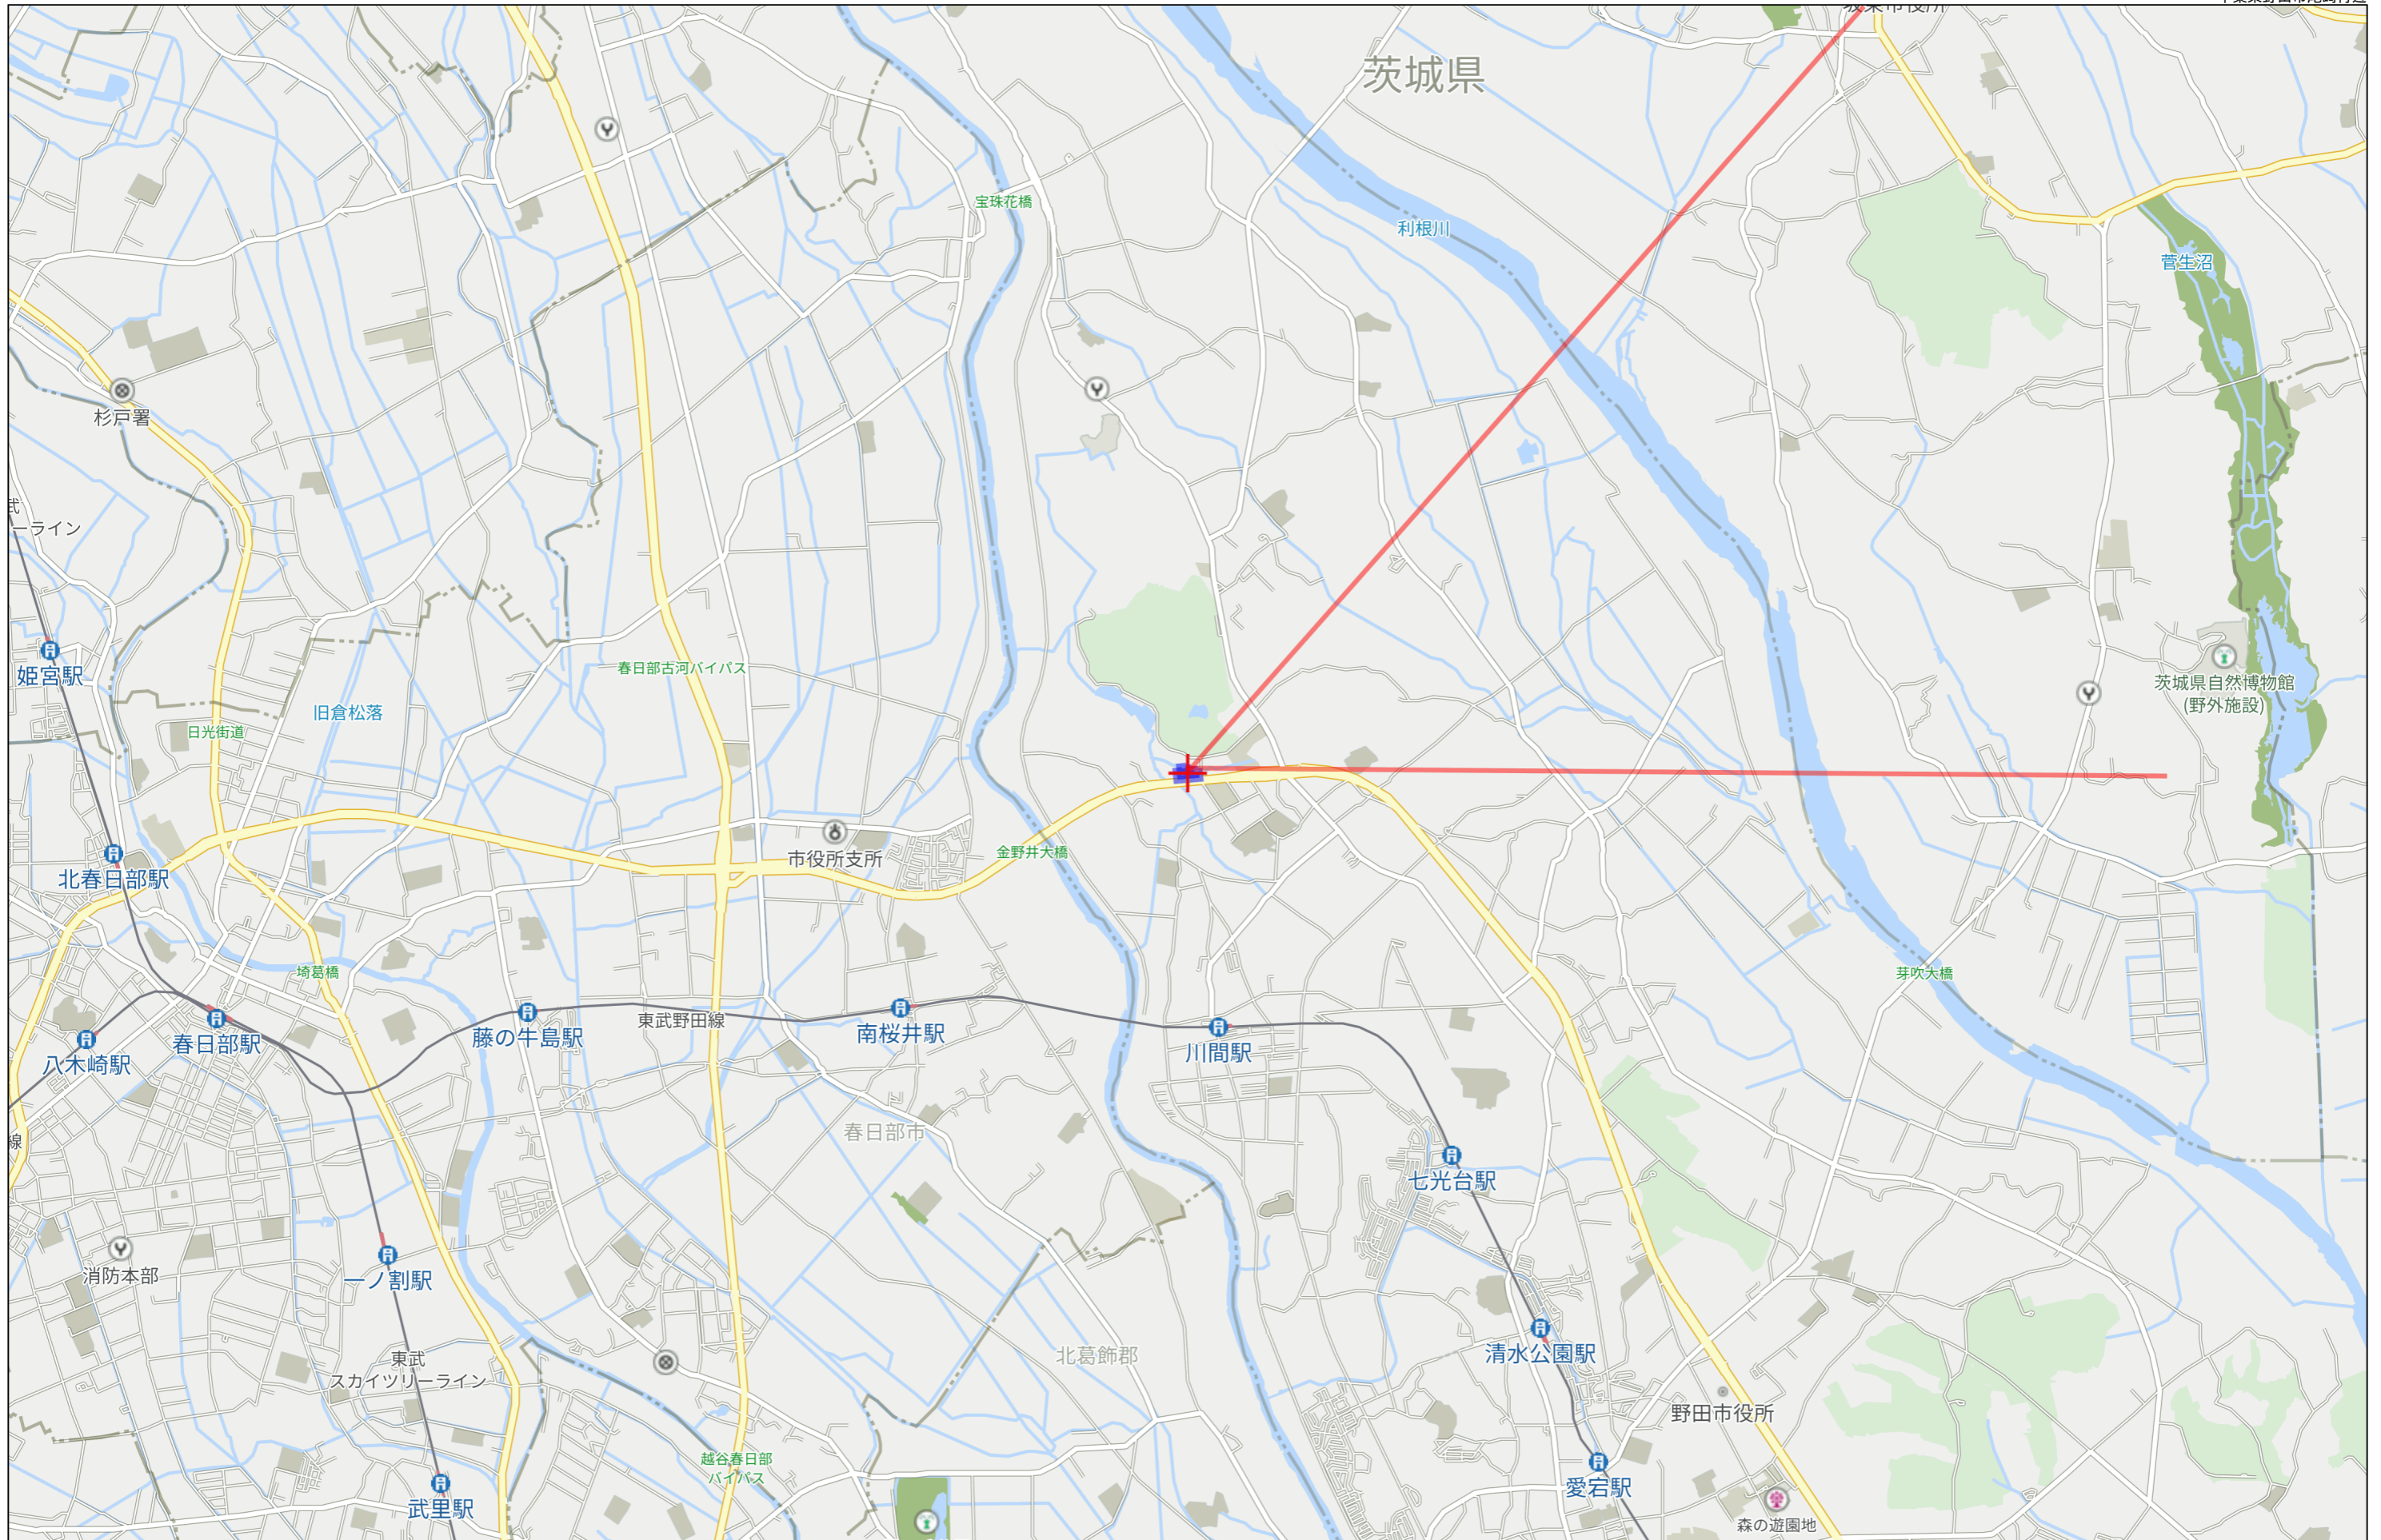 茨城県
宝珠花橋
利根川
菅生沼
杉戸署
ーライン
姫宮駅
春日部古河バイパス
旧倉松落
日光街道
茨城県自然博物館
(野外施設)
市役所支所
金野井大橋
北春日部駅
埼葛橋
芽吹大橋
春日部駅
八木崎駅
藤の牛島駅
東武野田線
南桜井駅
川間駅
線
春日部市
七光台駅
消防本部
一ノ割駅
東武
スカイツリーライン
北葛飾郡
清水公園駅
野田市役所
越谷春日部
バイパス
武里駅
愛宕駅
森の遊園地